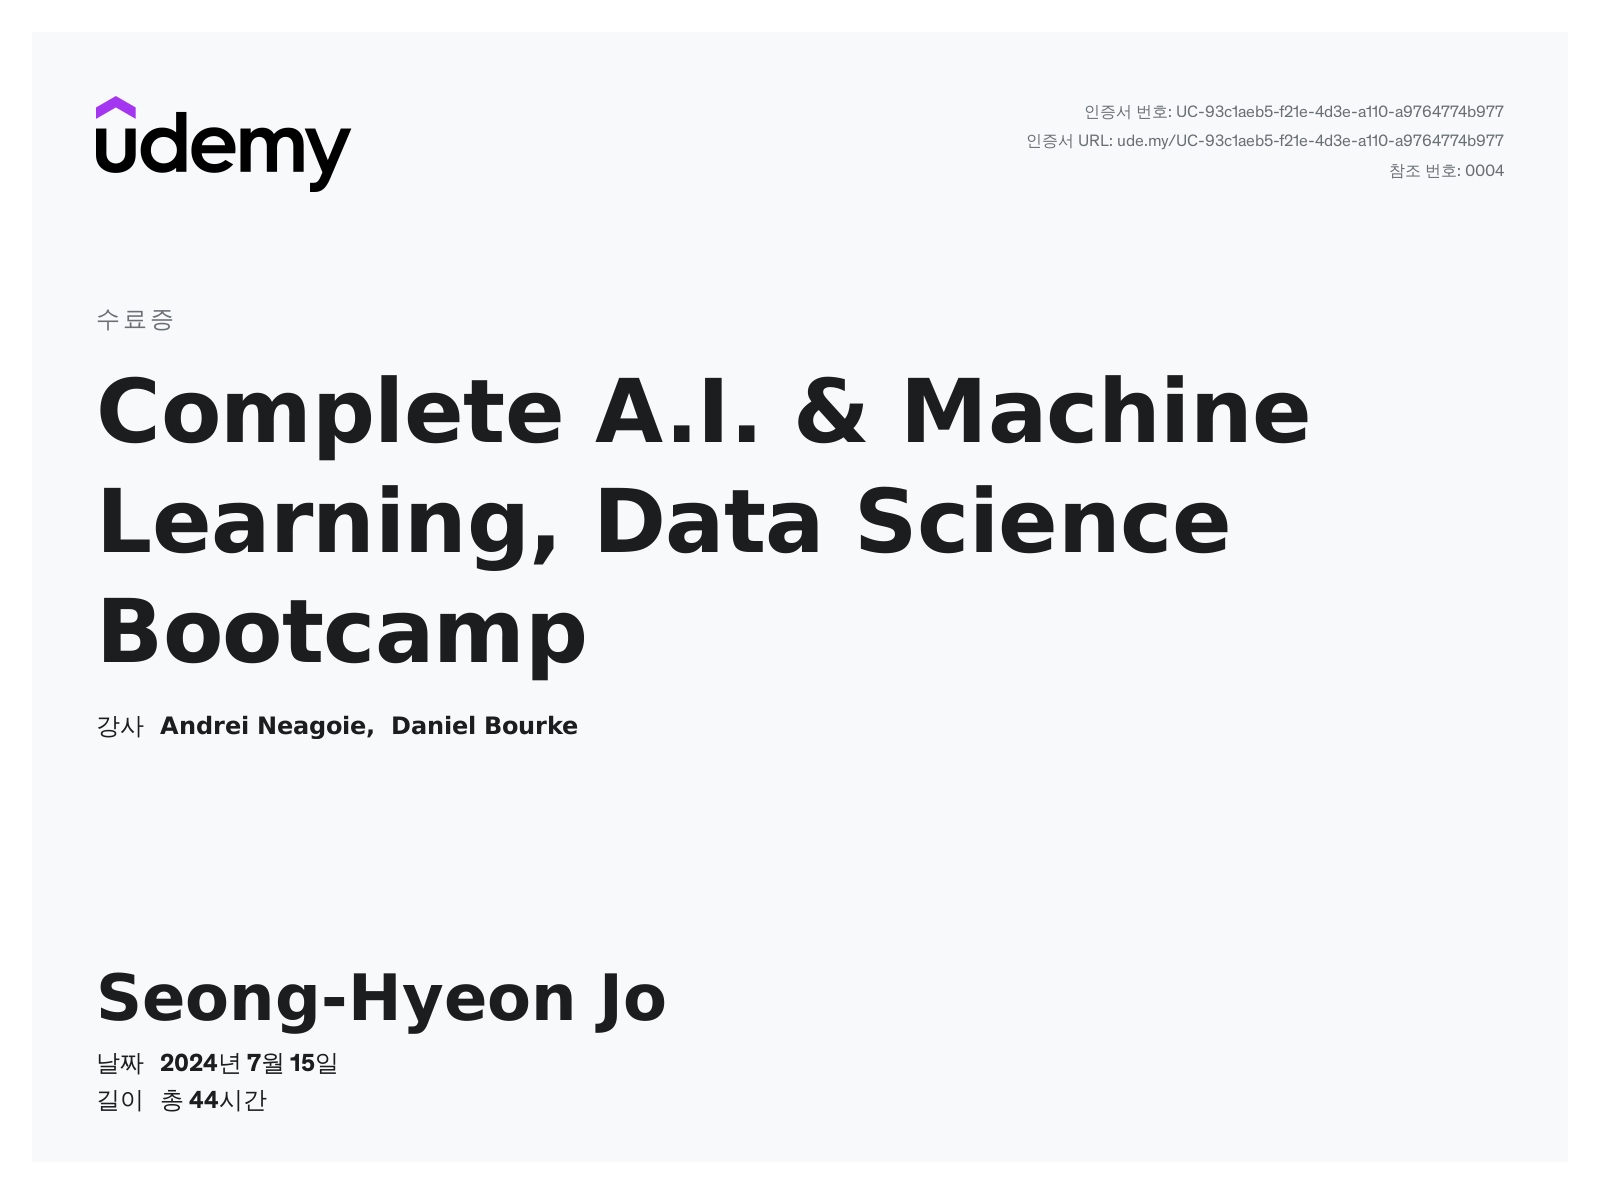 udemy
인증서 번호: UC-93c1aeb5-f21e-4d3e-a110-a9764774b977
인증서 URL: ude.my/UC-93c1aeb5-f21e-4d3e-a110-a9764774b977
참조 번호: 0004
수료증
Complete A.I. & Machine
Learning, Data Science
Bootcamp
강사 Andrei Neagoie, Daniel Bourke
Seong-Hyeon Jo
날짜 2024년 7월 15일
길이 총 44시간